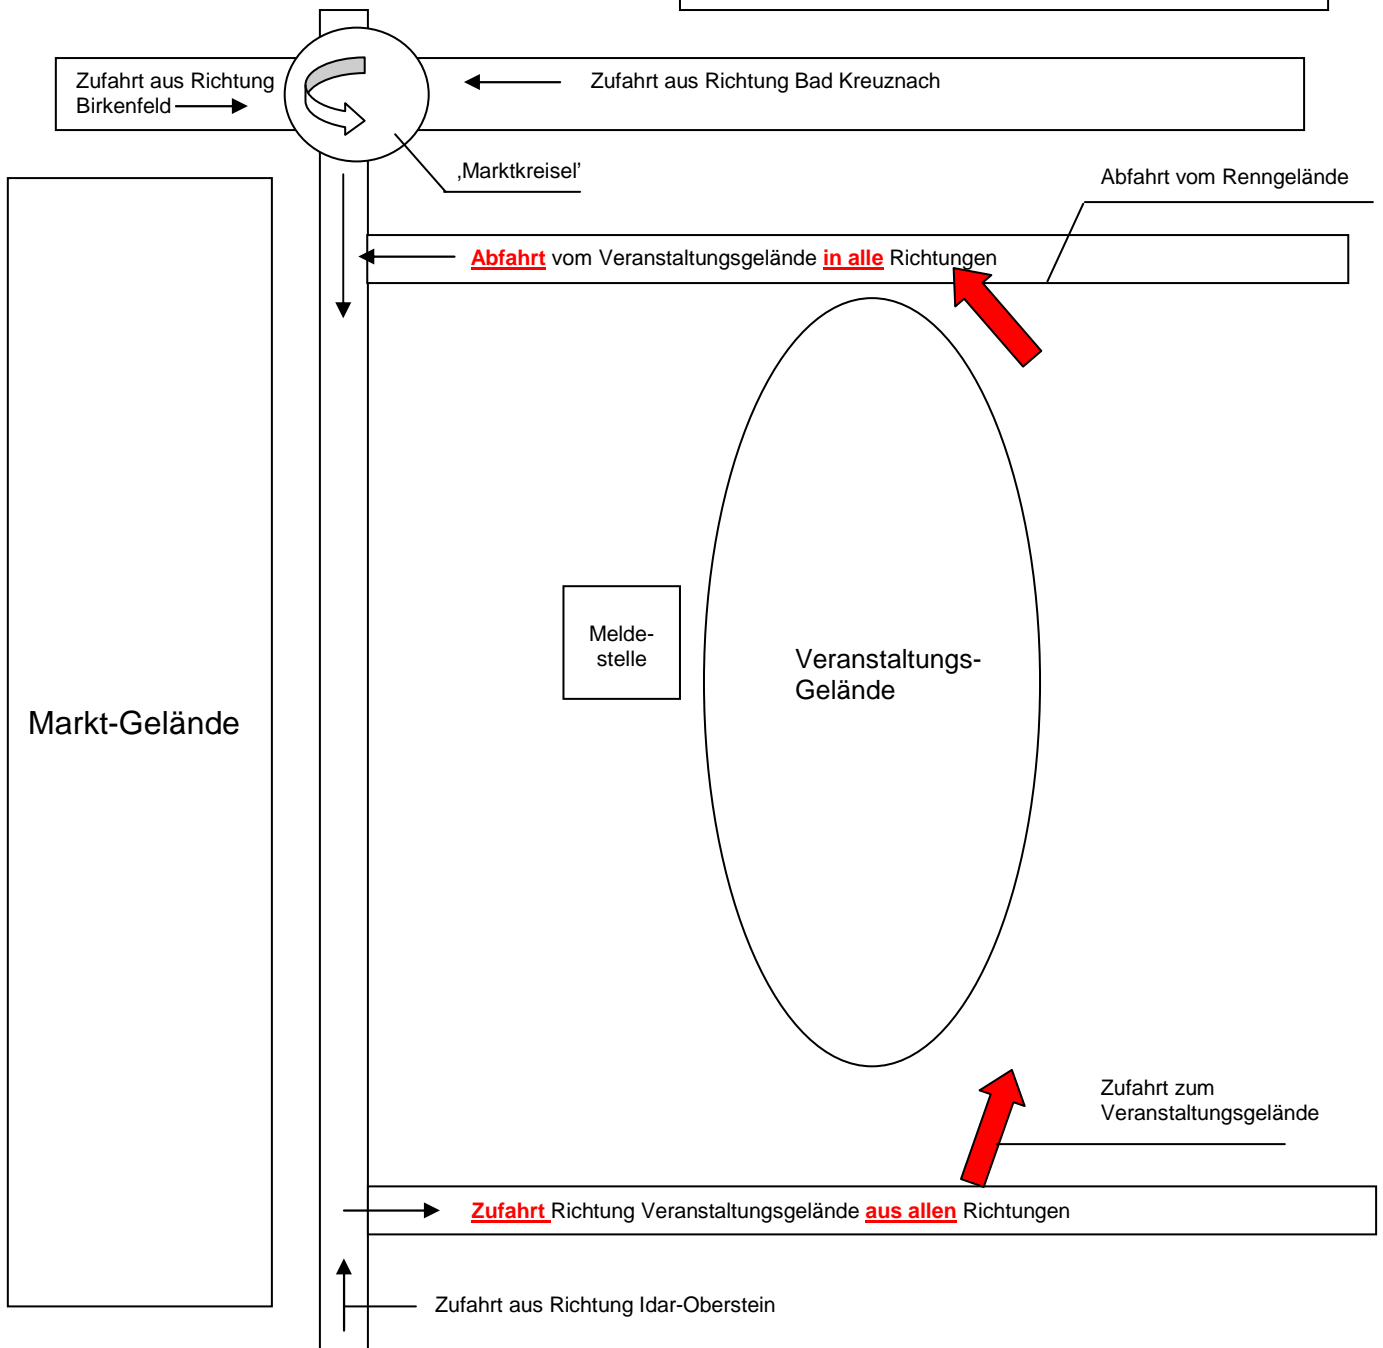 Zufahrt aus Richtung
Birkenfeld
Zufahrt aus Richtung Bad Kreuznach
‚Marktkreisel’
Abfahrt vom Renngelände
Abfahrt vom Veranstaltungsgelände in alle Richtungen
Melde-
stelle
Veranstaltungs-
Gelände
Markt-Gelände
Zufahrt zum
Veranstaltungsgelände
Zufahrt Richtung Veranstaltungsgelände aus allen Richtungen
Zufahrt aus Richtung Idar-Oberstein